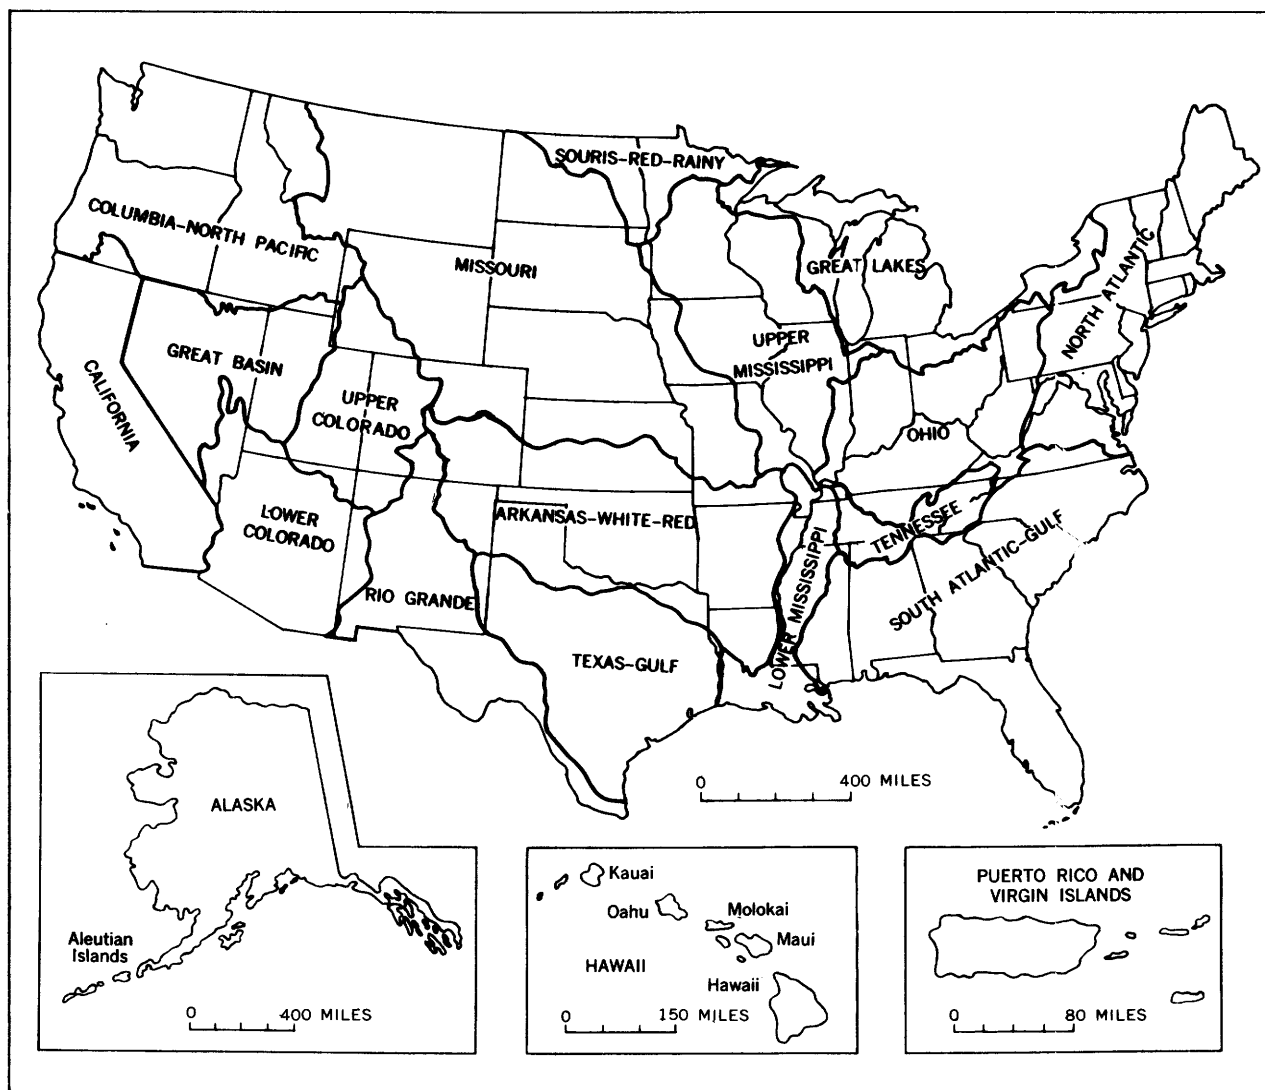 SOURIS–RED–RAINY
COLUMBIA–NORTH PACIFIC
MISSOURI
GREAT LAKES
NORTH ATLANTIC
GREAT BASIN
UPPER
MISSISSIPPI
CALIFORNIA
UPPER
COLORADO
OHIO
LOWER
COLORADO
ARKANSAS–WHITE–RED
TENNESSEE
LOWER MISSISSIPPI
SOUTH ATLANTIC–GULF
RIO GRANDE
TEXAS–GULF
0 400 MILES
ALASKA
Aleutian
Islands
0 400 MILES
Kauai
Oahu
Molokai
Maui
HAWAII
Hawaii
0 150 MILES
PUERTO RICO AND
VIRGIN ISLANDS
0 80 MILES